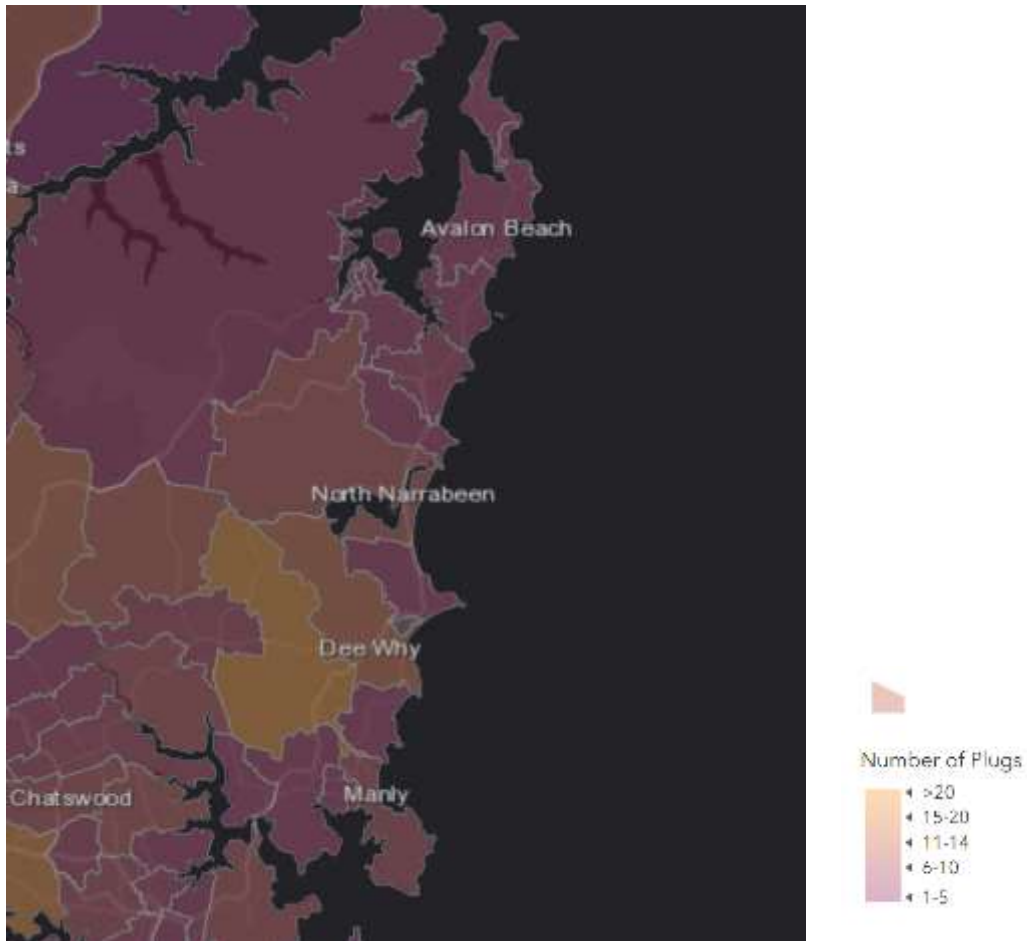 ts
a
Avalon Beach
North Narrabeen
Dee Why
Chatswood
Manly
Number of Plugs
>20
15-20
11-14
6-10
1-5